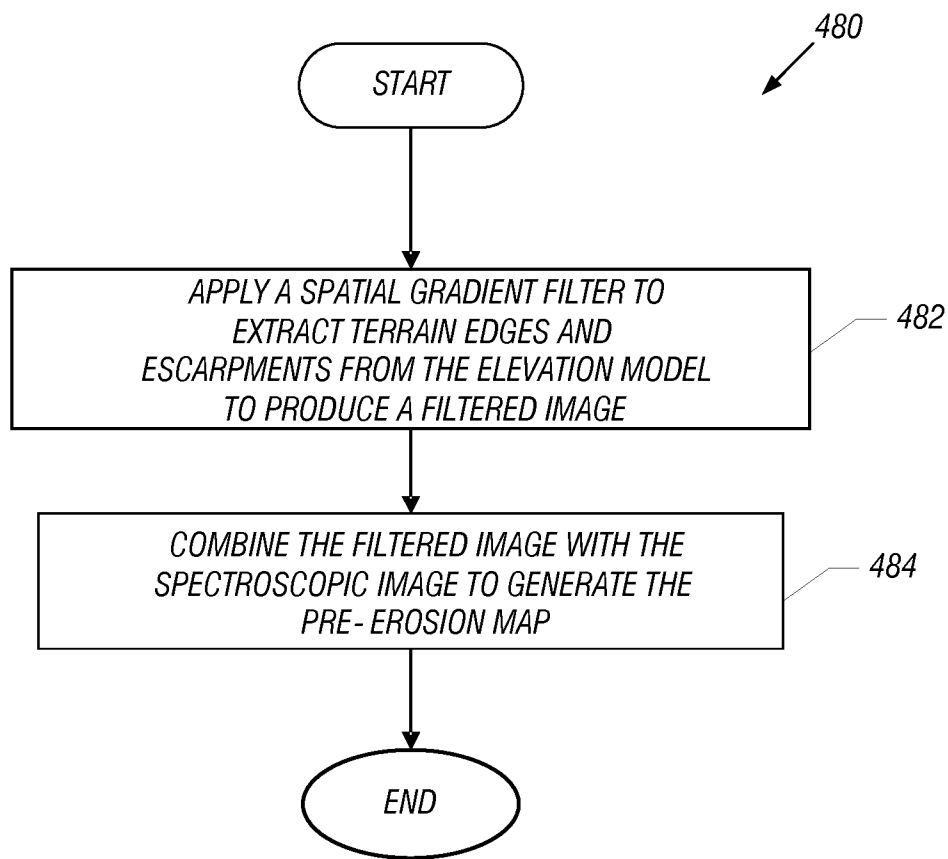 480
START
APPLY A SPATIAL GRADIENT FILTER TO
EXTRACT TERRAIN EDGES AND
ESCARPMENTS FROM THE ELEVATION MODEL
TO PRODUCE A FILTERED IMAGE
482
COMBINE THE FILTERED IMAGE WITH THE
SPECTROSCOPIC IMAGE TO GENERATE THE
PRE- EROSION MAP
484
END